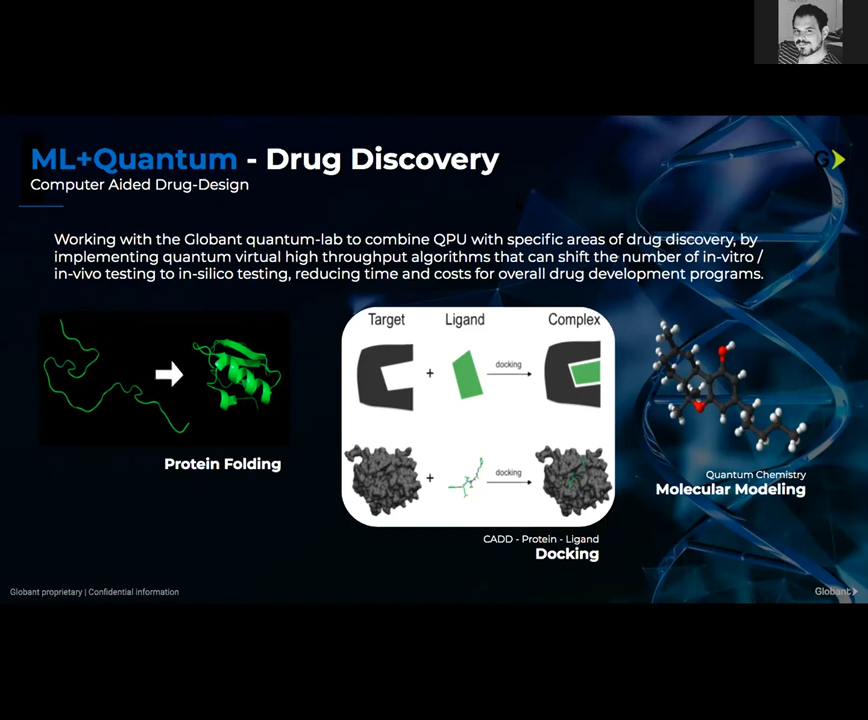 ML+Quantum - Drug Discovery
Computer Aided Drug-Design
G
Working with the Globant quantum-lab to combine QPU with specific areas of drug discovery, by
implementing quantum virtual high throughput algorithms that can shift the number of in-vitro /
in-vivo testing to in-silico testing, reducing time and costs for overall drug development programs.
Target Ligand Complex
+ docking
+ docking
Protein Folding
Quantum Chemistry
Molecular Modeling
CADD - Protein - Ligand
Docking
Globant proprietary | Confidential information
Globant